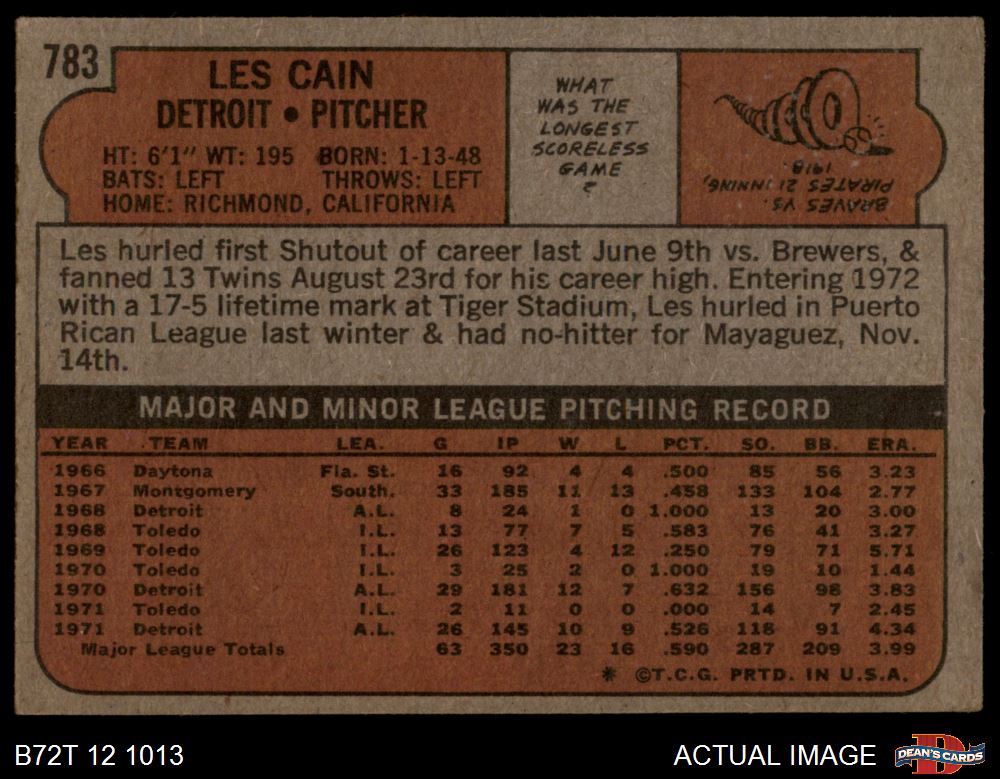 783
LES CAIN
DETROIT • PITCHER
HT: 6'1" WT: 195 BORN: 1-13-48
BATS: LEFT THROWS: LEFT
HOME: RICHMOND, CALIFORNIA
WHAT
WAS THE
LONGEST
SCORELESS
GAME
?
BRAVES VS.
PIRATES 21 INNING,
1918.
Les hurled first Shutout of career last June 9th vs. Brewers, &
fanned 13 Twins August 23rd for his career high. Entering 1972
with a 17-5 lifetime mark at Tiger Stadium, Les hurled in Puerto
Rican League last winter & had no-hitter for Mayaguez, Nov.
14th.
MAJOR AND MINOR LEAGUE PITCHING RECORD
YEAR TEAM LEA. G IP W L PCT. SO. BB. ERA.
1966 Daytona Fla. St. 16 92 4 4 .500 85 56 3.23
1967 Montgomery South. 33 185 11 13 .458 133 104 2.77
1968 Detroit A.L. 8 24 1 0 1.000 13 20 3.00
1968 Toledo I.L. 13 77 7 5 .583 76 41 3.27
1969 Toledo I.L. 26 123 4 12 .250 79 71 5.71
1970 Toledo I.L. 3 25 2 0 1.000 19 10 1.44
1970 Detroit A.L. 29 181 12 7 .632 156 98 3.83
1971 Toledo I.L. 2 11 0 0 .000 14 7 2.45
1971 Detroit A.L. 26 145 10 9 .526 118 91 4.34
Major League Totals 63 350 23 16 .590 287 209 3.99
* ©T.C.G. PRTD. IN U.S.A.
B72T 12 1013
ACTUAL IMAGE
DEAN'S CARDS